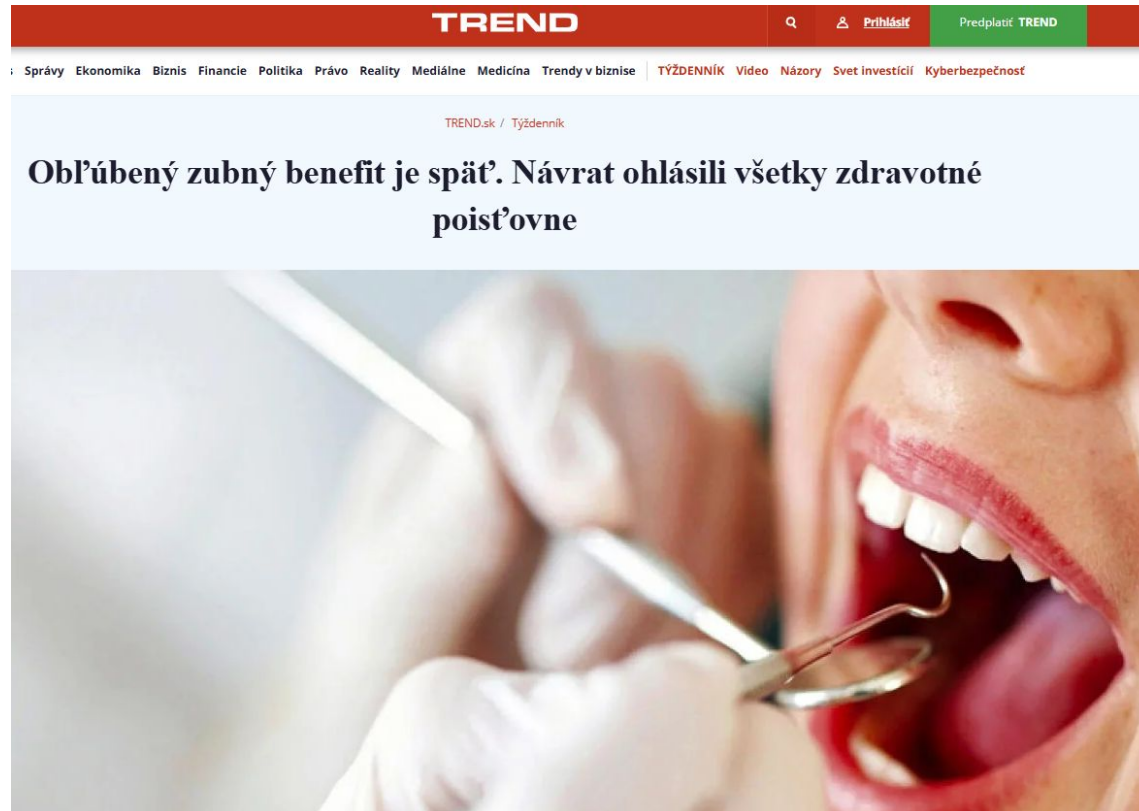 TREND
Prihlásiť
Predplatiť TREND
Správy Ekonomika Biznis Financie Politika Právo Reality Mediálne Medicína Trendy v biznise TÝŽDENNÍK Video Názory Svet investícií Kyberbezpečnosť
TREND.sk / Týždenník
Obľúbený zubný benefit je späť. Návrat ohlásili všetky zdravotné
poisťovne